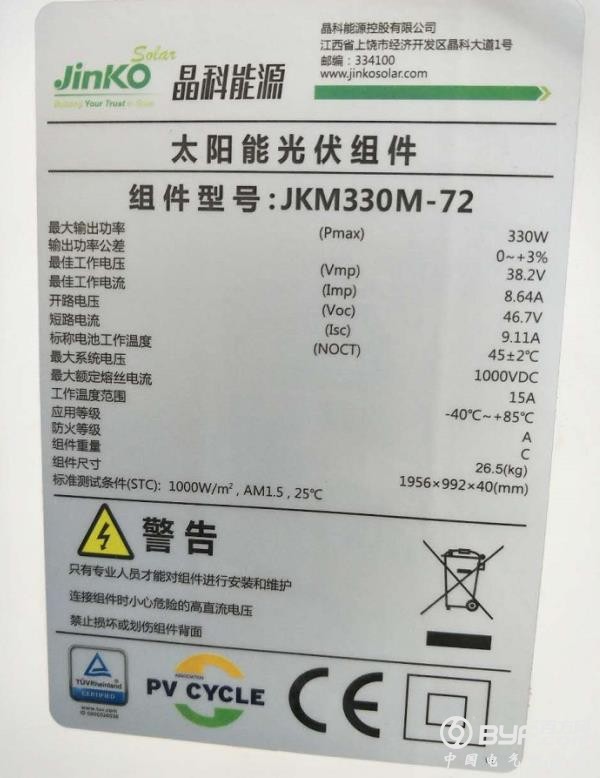 Solar
JinKO
Building Your Trust in Solar
晶科能源
晶科能源控股有限公司
江西省上饶市经济开发区晶科大道1号
邮编：334100
www.jinkosolar.com
太阳能光伏组件
组件型号:JKM330M-72
最大输出功率 (Pmax) 330W
输出功率公差 0~+3%
最佳工作电压 (Vmp) 38.2V
最佳工作电流 (Imp) 8.64A
开路电压 (Voc) 46.7V
短路电流 (Isc) 9.11A
标称电池工作温度 (NOCT) 45±2℃
最大系统电压 1000VDC
最大额定熔丝电流 15A
工作温度范围 -40℃~+85℃
应用等级 A
防火等级 C
组件重量 26.5(kg)
组件尺寸 1956×992×40(mm)
标准测试条件(STC): 1000W/m², AM1.5, 25℃
警告
只有专业人员才能对组件进行安装和维护
连接组件时小心危险的高直流电压
禁止损坏或划伤组件背面
TÜVRheinland
CERTIFIED
www.tuv.com
ASSOCIATION
PV CYCLE
CE
中国电气